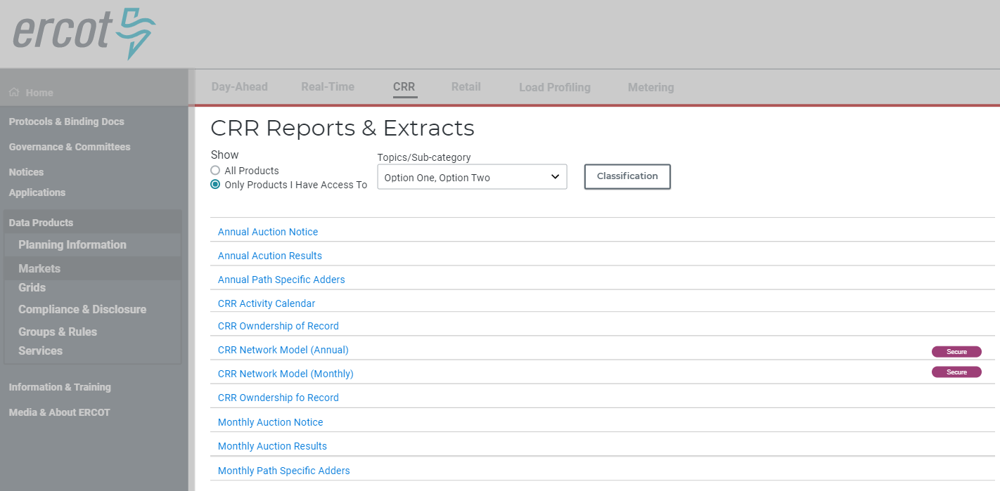 ercot
Home
Day-Ahead Real-Time CRR Retail Load Profiling Metering
Protocols & Binding Docs
Governance & Committees
Notices
Applications
Data Products
Planning Information
Markets
Grids
Compliance & Disclosure
Groups & Rules
Services
Information & Training
Media & About ERCOT
CRR Reports & Extracts
Show
All Products
Only Products I Have Access To
Topics/Sub-category
Option One, Option Two
Classification
Annual Auction Notice
Annual Acution Results
Annual Path Specific Adders
CRR Activity Calendar
CRR Owndership of Record
CRR Network Model (Annual) Secure
CRR Network Model (Monthly) Secure
CRR Owndership fo Record
Monthly Auction Notice
Monthly Auction Results
Monthly Path Specific Adders